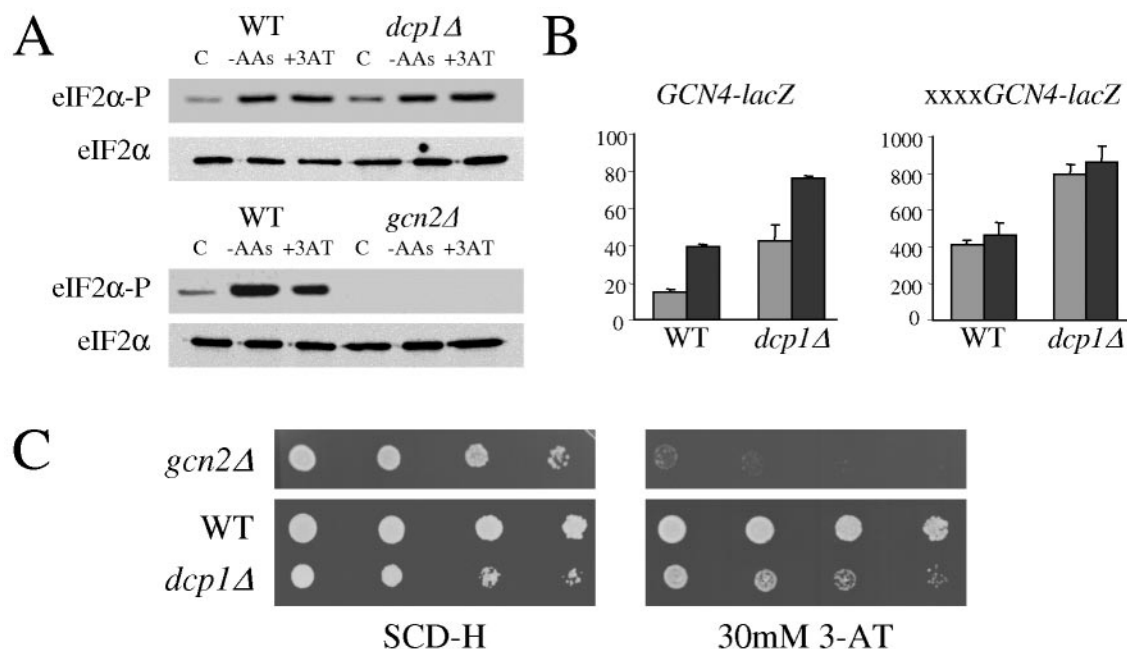 A
WT dcp1Δ
C -AAs +3AT C -AAs +3AT
eIF2α-P
eIF2α
WT gcn2Δ
C -AAs +3AT C -AAs +3AT
eIF2α-P
eIF2α
B
GCN4-lacZ
100
80
60
40
20
0
WT dcp1Δ
xxxxGCN4-lacZ
1000
800
600
400
200
0
WT dcp1Δ
C
gcn2Δ
WT
dcp1Δ
SCD-H 30mM 3-AT